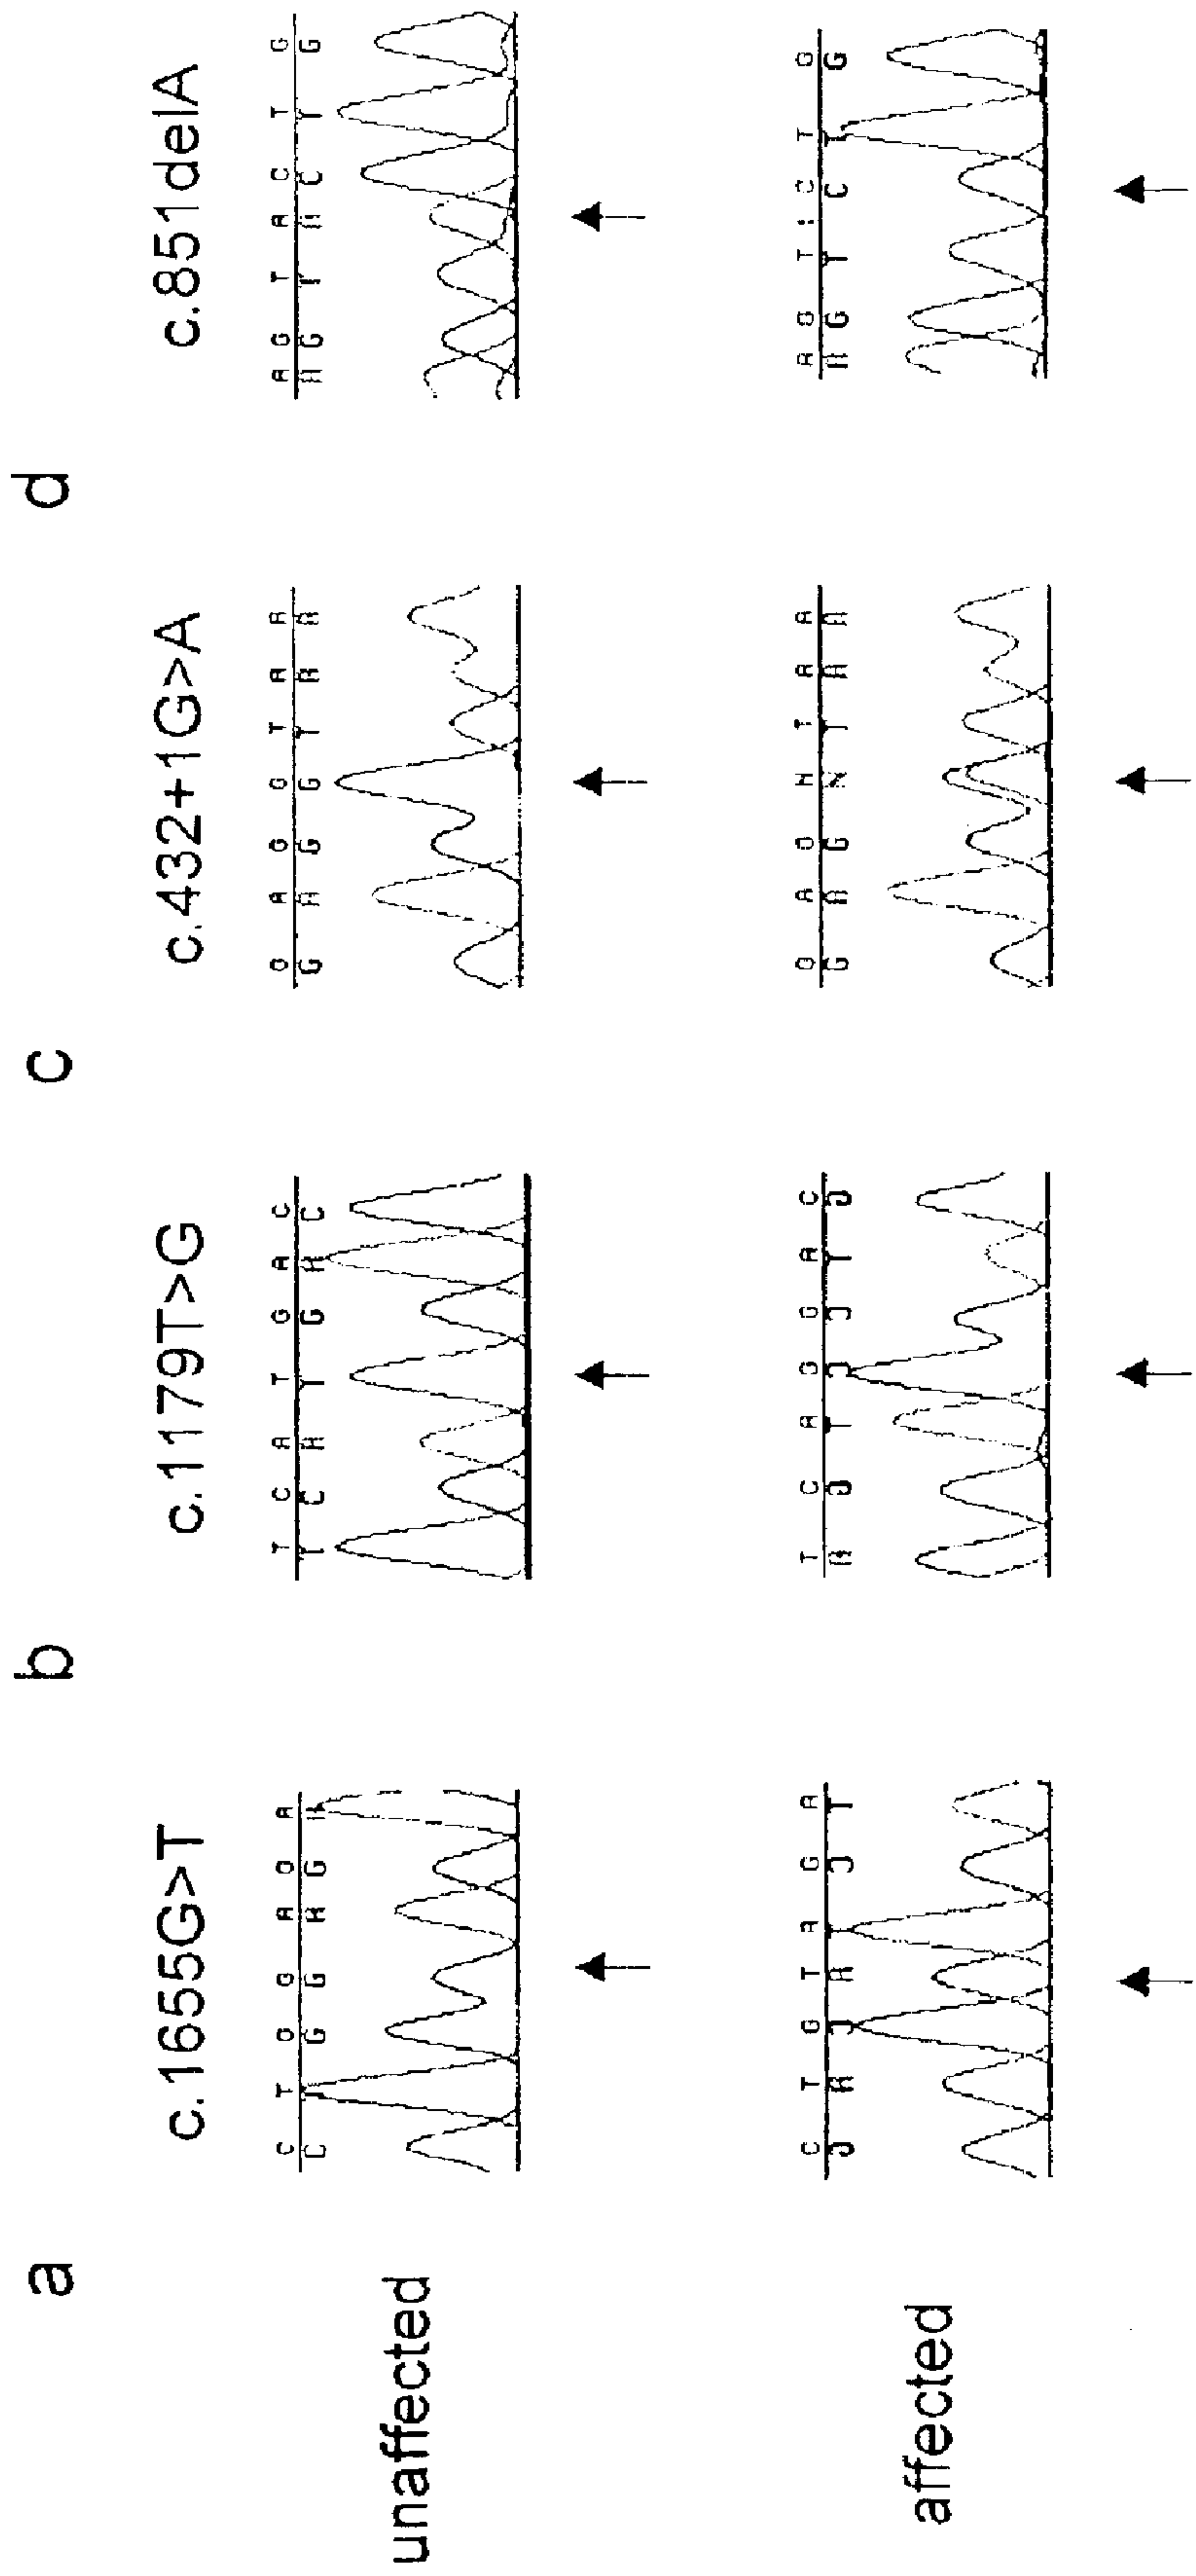 a b c d
c.1655G>T c.1179T>G c.432+1G>A c.851delA
unaffected
C T G G A G A T C A T G A C G A G G T A A A G T A C T G
C T G G A G A T C A T G A C G A G G T A A A G T A C T G
affected
C T G T A G A T C A G G A C G A G N T A A A G T : C T G
G A C A T C T A G T C C T G G A G N T A A A G T C T G